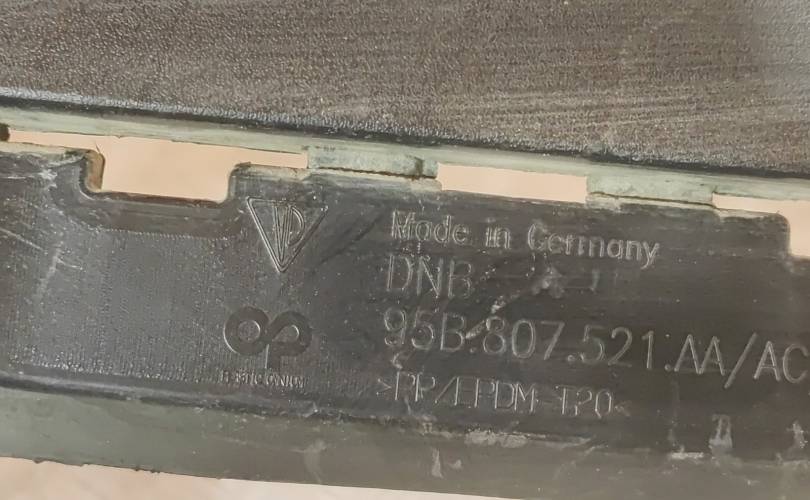 Made in Germany
DNB
95B.807.521.AA/AC
>PP/EPDM-T20<